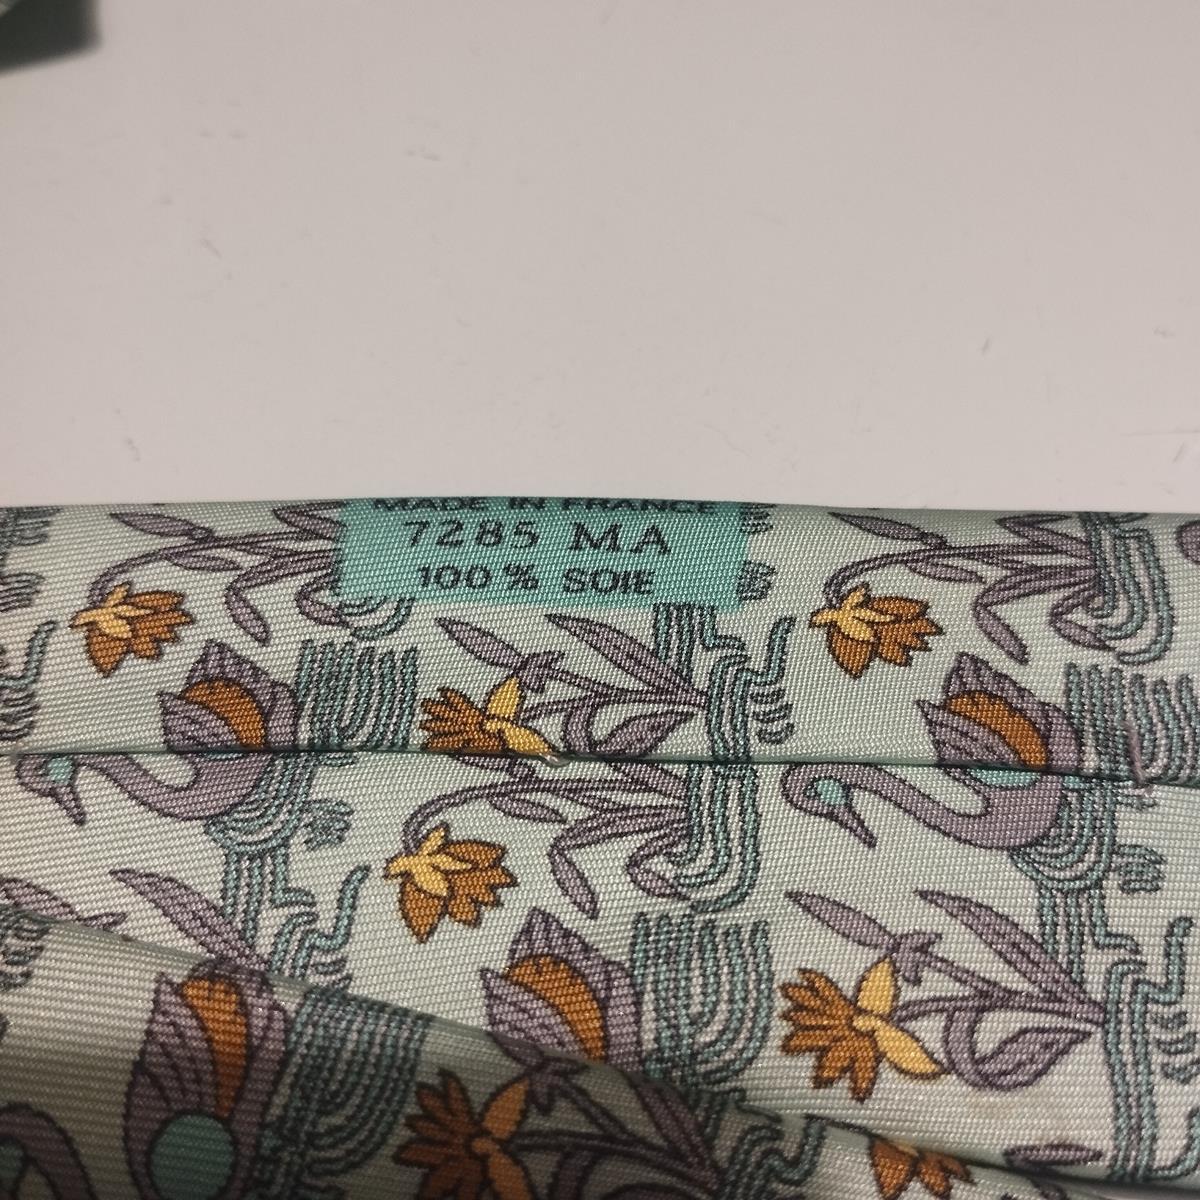 MADE IN FRANCE
7285 MA
100% SOIE